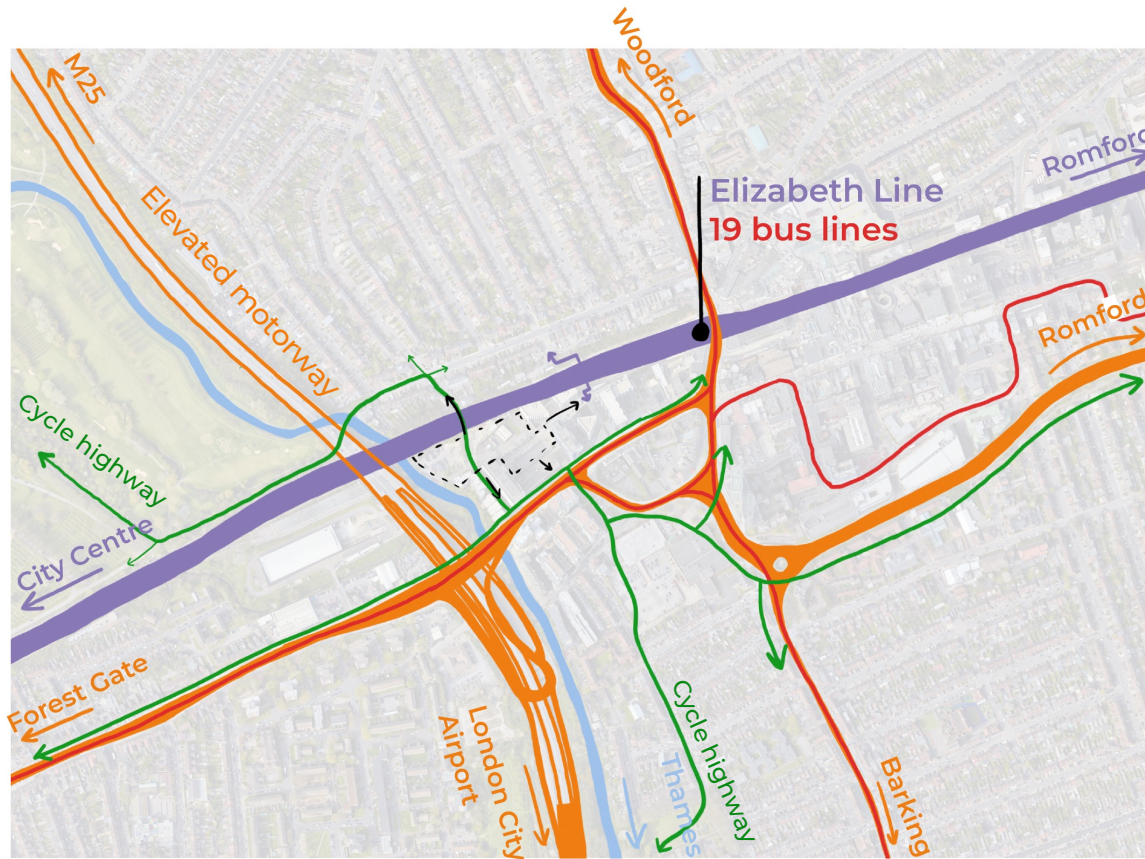 Woodford
M25
Romford
Elizabeth Line
19 bus lines
Elevated motorway
Romford
Cycle highway
City Centre
Forest Gate
London City
Airport
Cycle highway
Thames
Barking